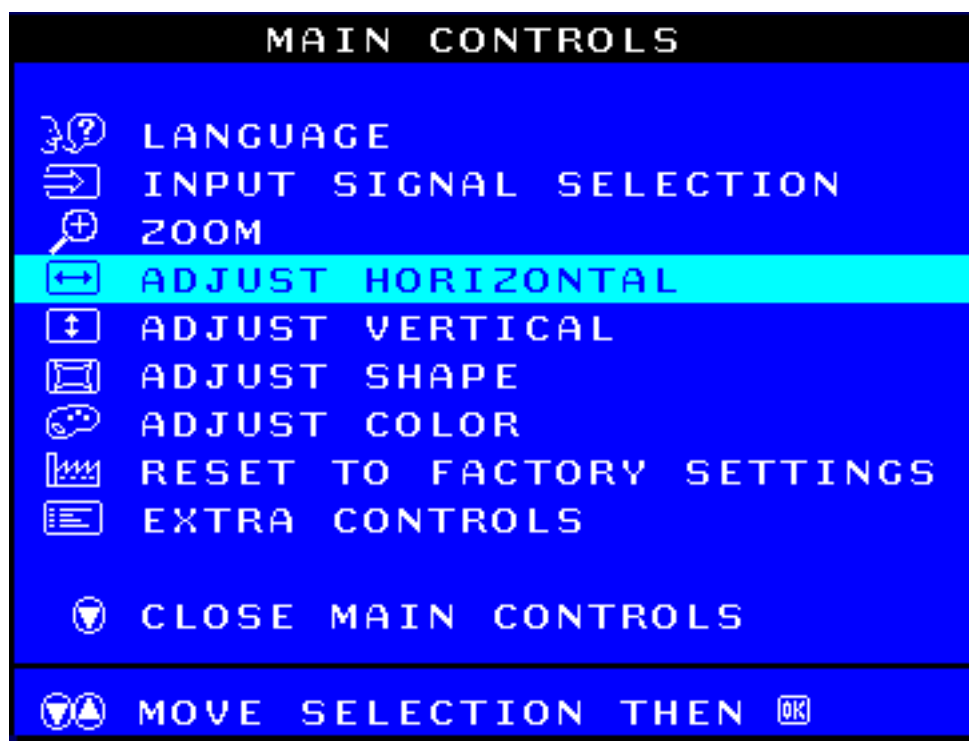 MAIN CONTROLS
LANGUAGE
INPUT SIGNAL SELECTION
ZOOM
ADJUST HORIZONTAL
ADJUST VERTICAL
ADJUST SHAPE
ADJUST COLOR
RESET TO FACTORY SETTINGS
EXTRA CONTROLS
CLOSE MAIN CONTROLS
MOVE SELECTION THEN OK